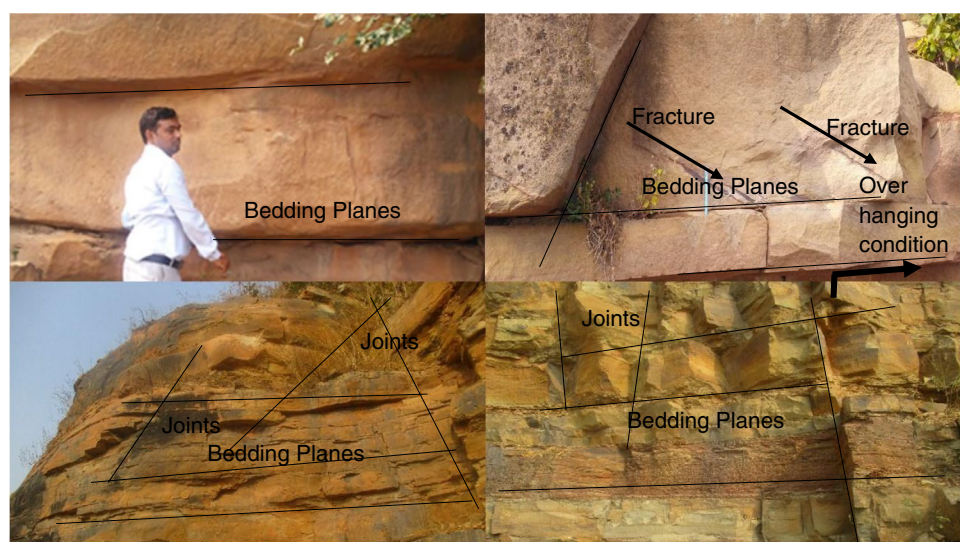 Bedding Planes
Fracture
Fracture
Bedding Planes
Over
hanging
condition
Joints
Joints
Bedding Planes
Joints
Bedding Planes